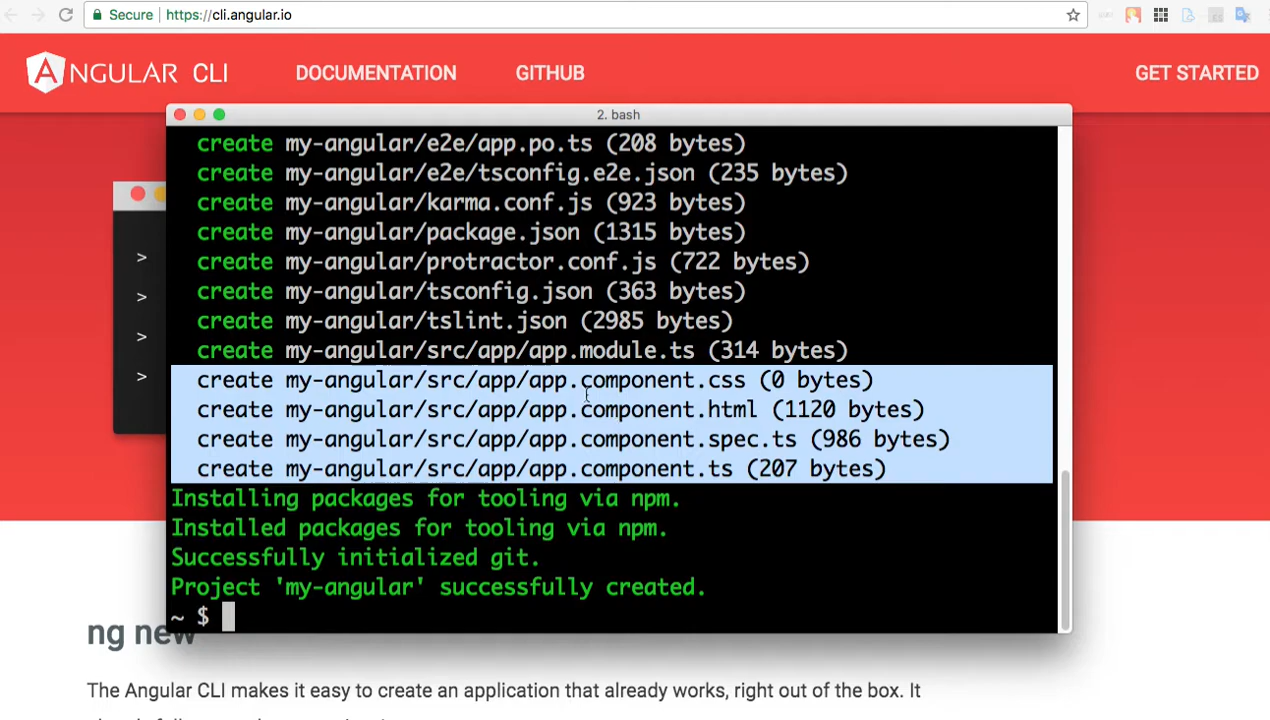 Secure https://cli.angular.io
ANGULAR CLI DOCUMENTATION GITHUB GET STARTED
2. bash
create my-angular/e2e/app.po.ts (208 bytes)
create my-angular/e2e/tsconfig.e2e.json (235 bytes)
create my-angular/karma.conf.js (923 bytes)
create my-angular/package.json (1315 bytes)
create my-angular/protractor.conf.js (722 bytes)
create my-angular/tsconfig.json (363 bytes)
create my-angular/tslint.json (2985 bytes)
create my-angular/src/app/app.module.ts (314 bytes)
create my-angular/src/app/app.component.css (0 bytes)
create my-angular/src/app/app.component.html (1120 bytes)
create my-angular/src/app/app.component.spec.ts (986 bytes)
create my-angular/src/app/app.component.ts (207 bytes)
Installing packages for tooling via npm.
Installed packages for tooling via npm.
Successfully initialized git.
Project 'my-angular' successfully created.
~ $
>
>
>
>
ng new
The Angular CLI makes it easy to create an application that already works, right out of the box. It